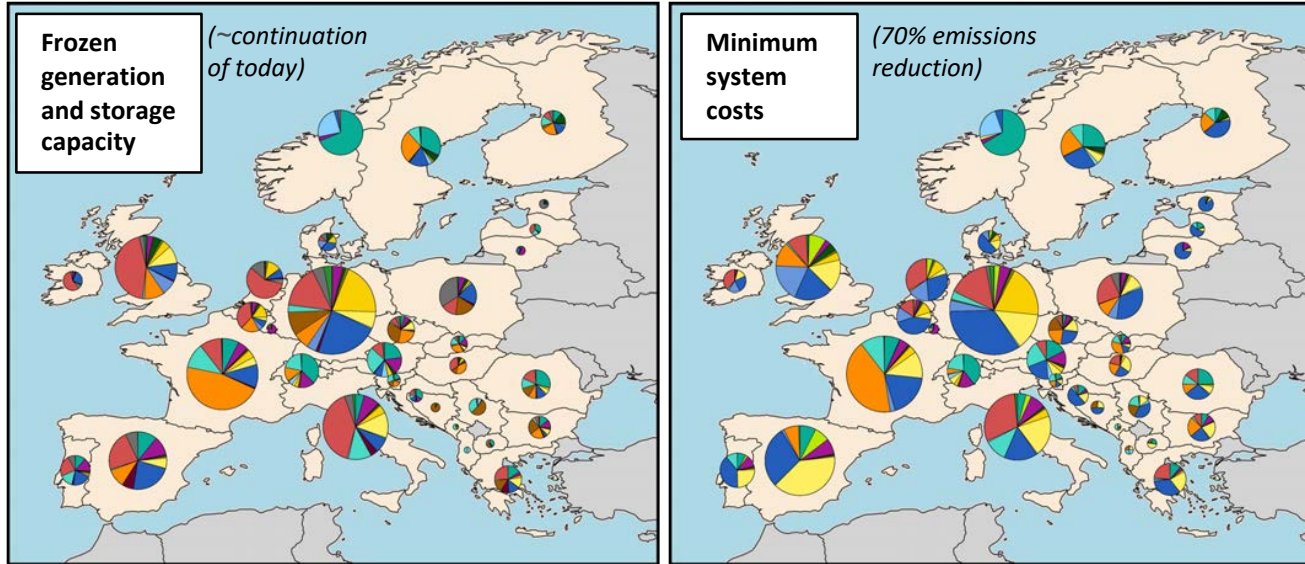 Frozen
generation
and storage
capacity
(~continuation
of today)
Minimum
system
costs
(70% emissions
reduction)